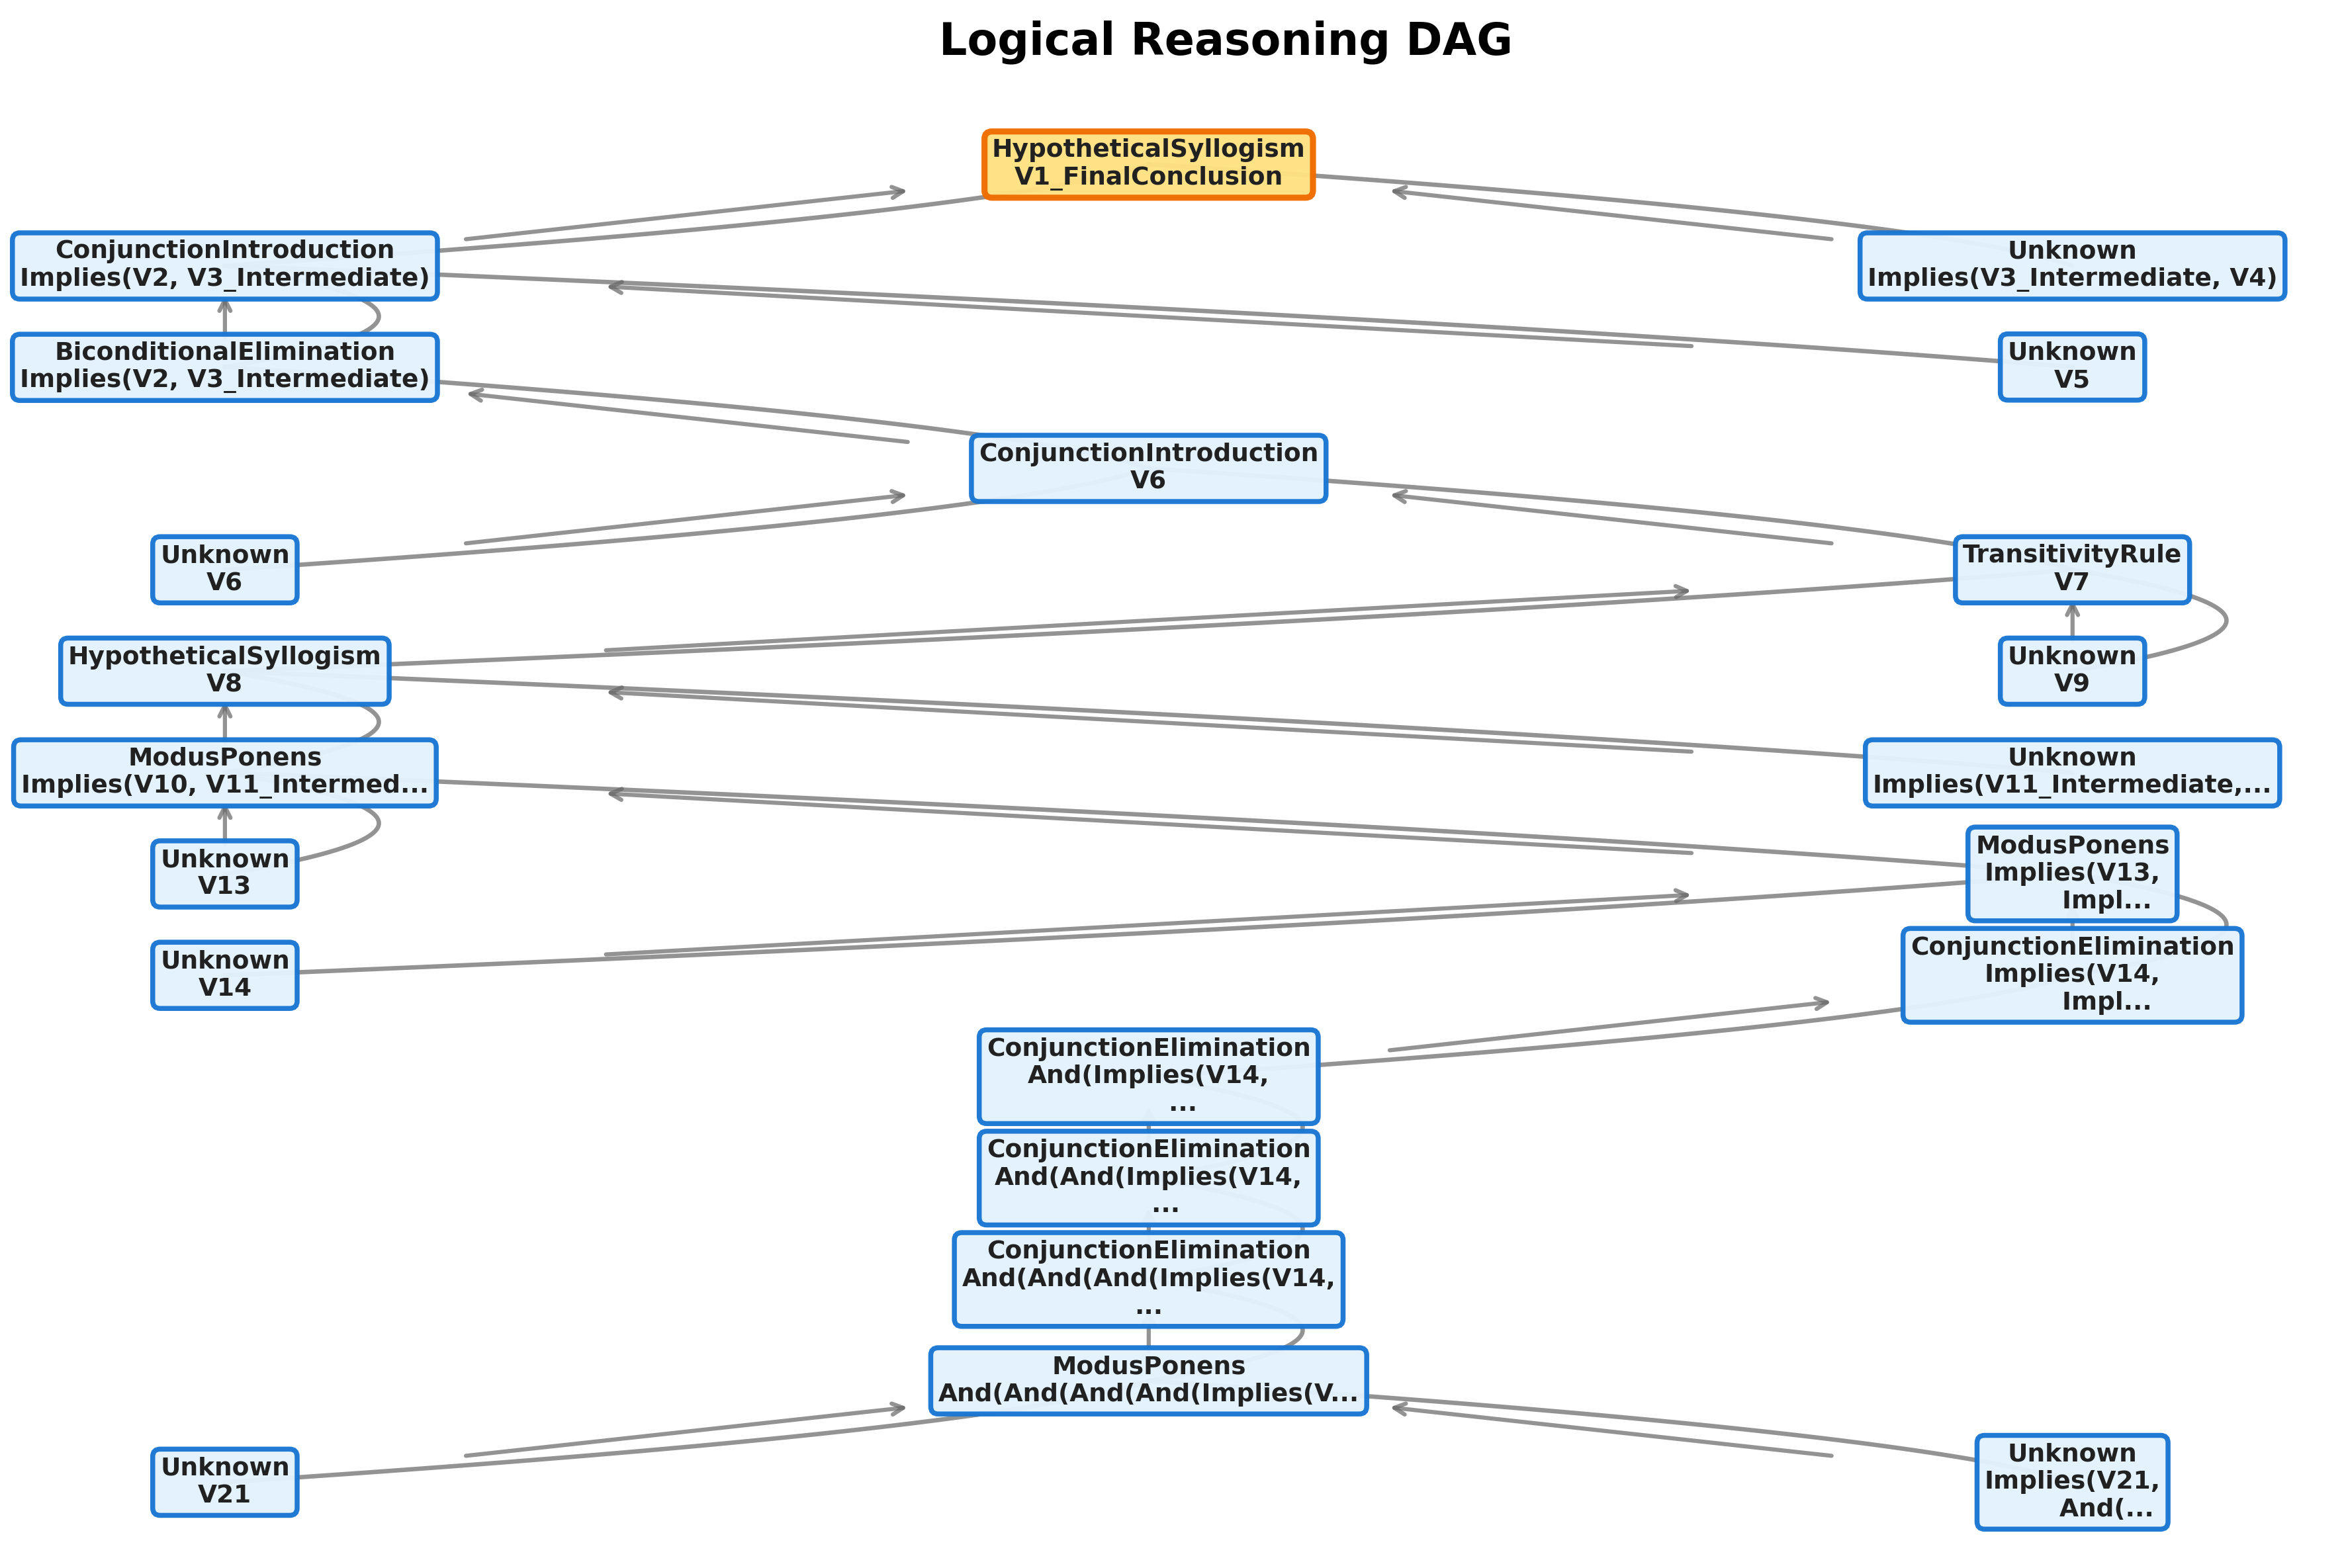 Logical Reasoning DAG
HypotheticalSyllogism
V1_FinalConclusion
ConjunctionIntroduction
Implies(V2, V3_Intermediate)
Unknown
Implies(V3_Intermediate, V4)
BiconditionalElimination
Implies(V2, V3_Intermediate)
Unknown
V5
ConjunctionIntroduction
V6
Unknown
V6
TransitivityRule
V7
HypotheticalSyllogism
V8
Unknown
V9
ModusPonens
Implies(V10, V11_Intermed...
Unknown
Implies(V11_Intermediate,...
Unknown
V13
ModusPonens
Implies(V13,
Impl...
Unknown
V14
ConjunctionElimination
Implies(V14,
Impl...
ConjunctionElimination
And(Implies(V14,
...
ConjunctionElimination
And(And(Implies(V14,
...
ConjunctionElimination
And(And(And(Implies(V14,
...
ModusPonens
And(And(And(And(Implies(V...
Unknown
V21
Unknown
Implies(V21,
And(...